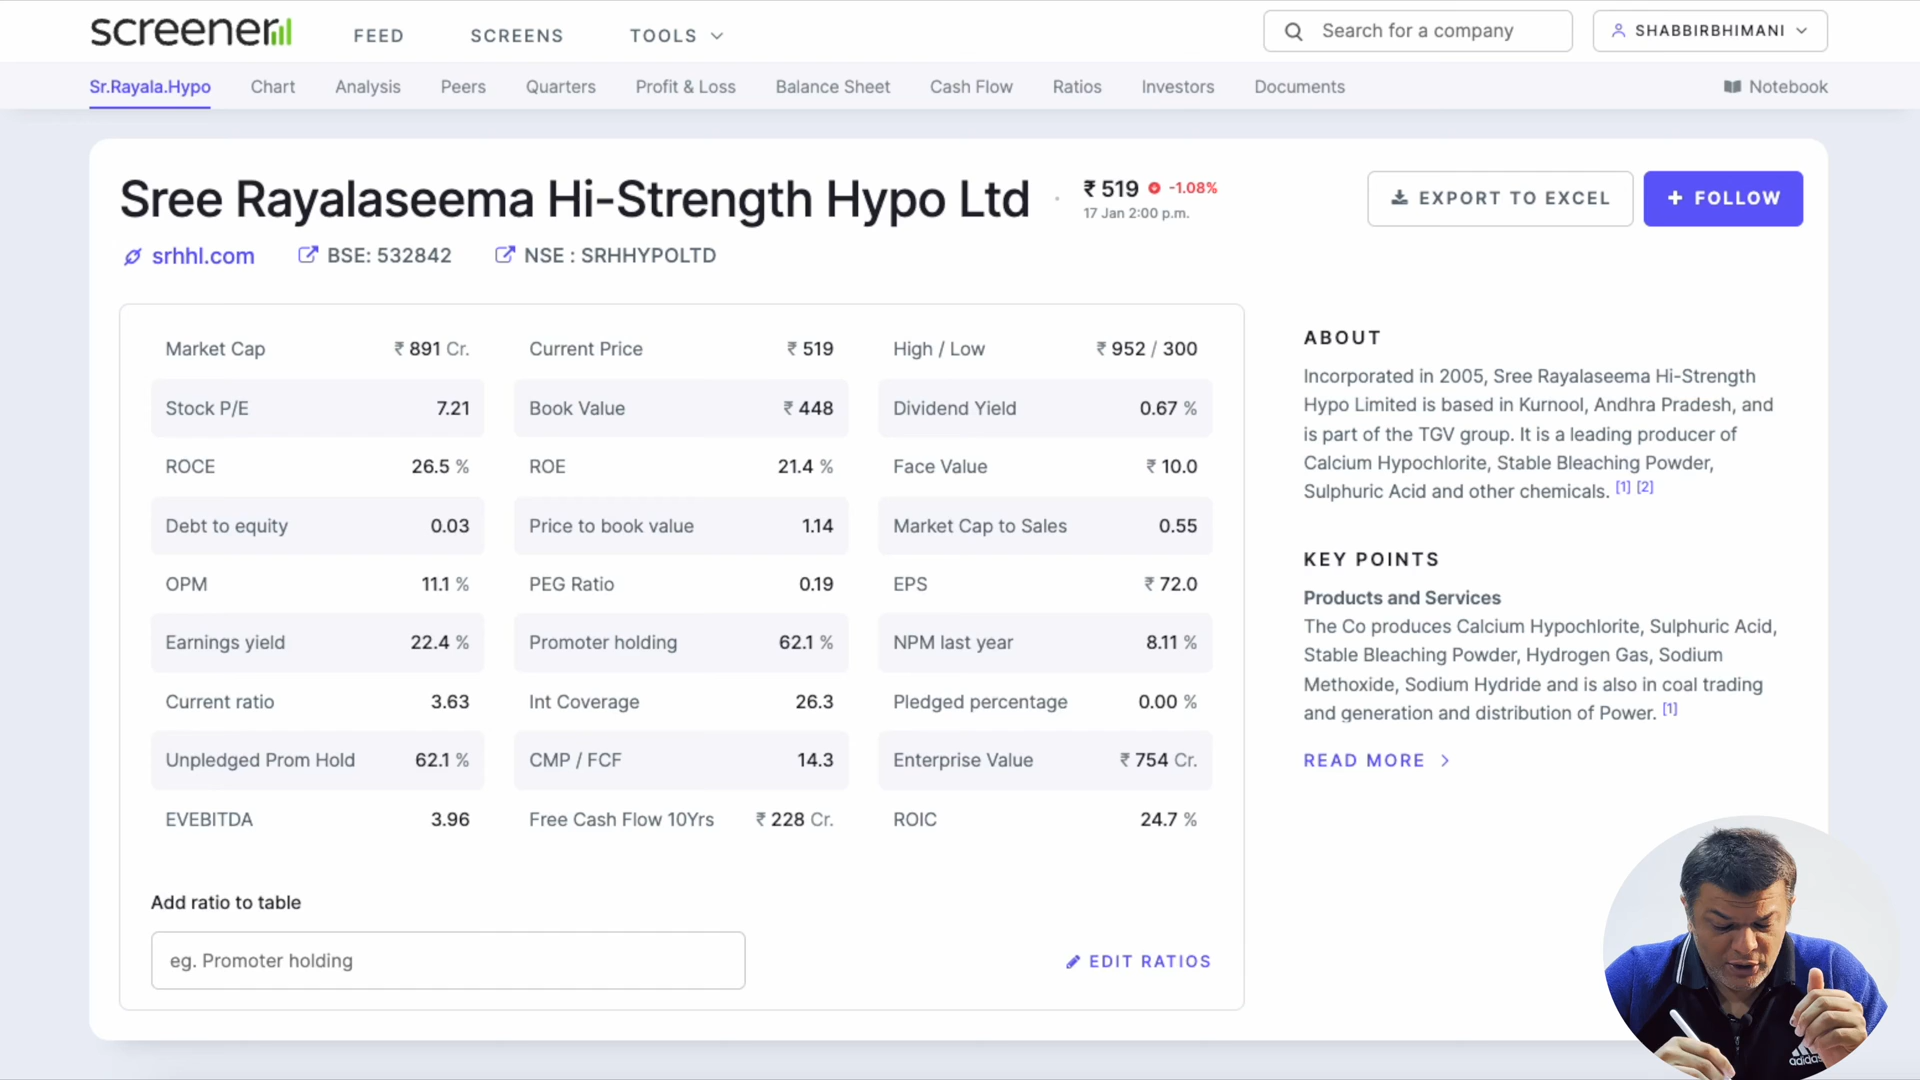 screener
FEED
SCREENS
TOOLS
Search for a company
SHABBIRBHIMANI
Sr.Rayala.Hypo
Chart
Analysis
Peers
Quarters
Profit & Loss
Balance Sheet
Cash Flow
Ratios
Investors
Documents
Notebook
Sree Rayalaseema Hi-Strength Hypo Ltd
₹ 519 -1.08%
17 Jan 2:00 p.m.
EXPORT TO EXCEL
+ FOLLOW
srhhl.com
BSE: 532842
NSE : SRHHYPOLTD
Market Cap ₹ 891 Cr.
Current Price ₹ 519
High / Low ₹ 952 / 300
Stock P/E 7.21
Book Value ₹ 448
Dividend Yield 0.67 %
ROCE 26.5 %
ROE 21.4 %
Face Value ₹ 10.0
Debt to equity 0.03
Price to book value 1.14
Market Cap to Sales 0.55
OPM 11.1 %
PEG Ratio 0.19
EPS ₹ 72.0
Earnings yield 22.4 %
Promoter holding 62.1 %
NPM last year 8.11 %
Current ratio 3.63
Int Coverage 26.3
Pledged percentage 0.00 %
Unpledged Prom Hold 62.1 %
CMP / FCF 14.3
Enterprise Value ₹ 754 Cr.
EVEBITDA 3.96
Free Cash Flow 10Yrs ₹ 228 Cr.
ROIC 24.7 %
Add ratio to table
eg. Promoter holding
EDIT RATIOS
ABOUT
Incorporated in 2005, Sree Rayalaseema Hi-Strength
Hypo Limited is based in Kurnool, Andhra Pradesh, and
is part of the TGV group. It is a leading producer of
Calcium Hypochlorite, Stable Bleaching Powder,
Sulphuric Acid and other chemicals. [1] [2]
KEY POINTS
Products and Services
The Co produces Calcium Hypochlorite, Sulphuric Acid,
Stable Bleaching Powder, Hydrogen Gas, Sodium
Methoxide, Sodium Hydride and is also in coal trading
and generation and distribution of Power. [1]
READ MORE
adidas